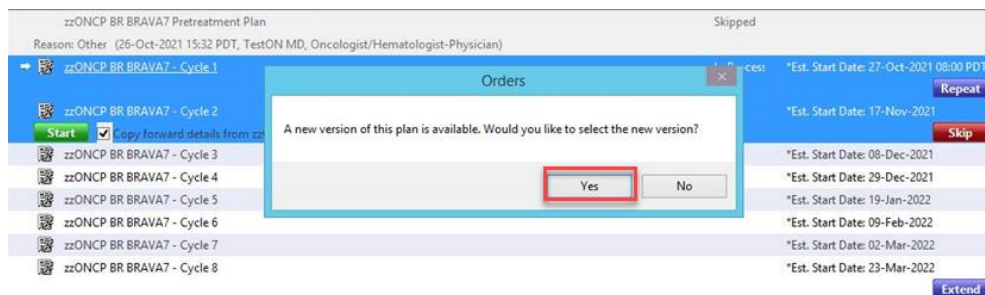 zzONCP BR BRAVA7 Pretreatment Plan Skipped
Reason: Other (26-Oct-2021 15:32 PDT, TestON MD, Oncologist/Hematologist-Physician)
zzONCP BR BRAVA7 - Cycle 1 *Est. Start Date: 27-Oct-2021 08:00 PDT
Orders
Repeat
zzONCP BR BRAVA7 - Cycle 2 *Est. Start Date: 17-Nov-2021
A new version of this plan is available. Would you like to select the new version?
Start Copy forward details from Skip
zzONCP BR BRAVA7 - Cycle 3 *Est. Start Date: 08-Dec-2021
zzONCP BR BRAVA7 - Cycle 4 *Est. Start Date: 29-Dec-2021
Yes No
zzONCP BR BRAVA7 - Cycle 5 *Est. Start Date: 19-Jan-2022
zzONCP BR BRAVA7 - Cycle 6 *Est. Start Date: 09-Feb-2022
zzONCP BR BRAVA7 - Cycle 7 *Est. Start Date: 02-Mar-2022
zzONCP BR BRAVA7 - Cycle 8 *Est. Start Date: 23-Mar-2022
Extend